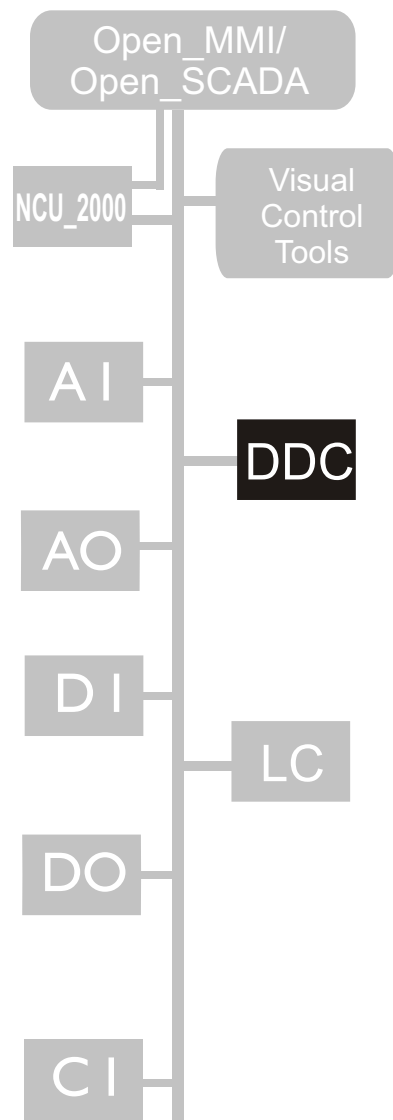 Open_MMI/
Open_SCADA
NCU_2000
Visual
Control
Tools
AI
DDC
AO
DI
LC
DO
CI